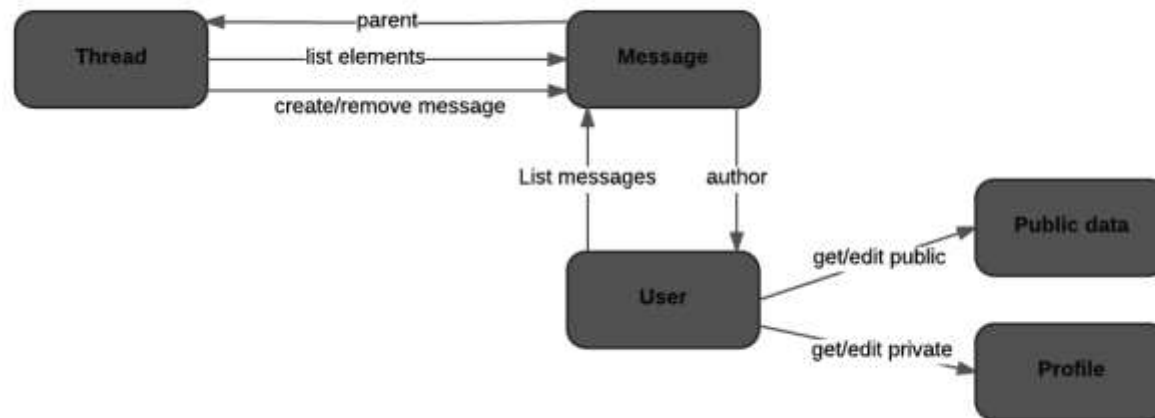 parent
Thread
list elements
Message
create/remove message
List messages
author
Public data
get/edit public
User
get/edit private
Profile